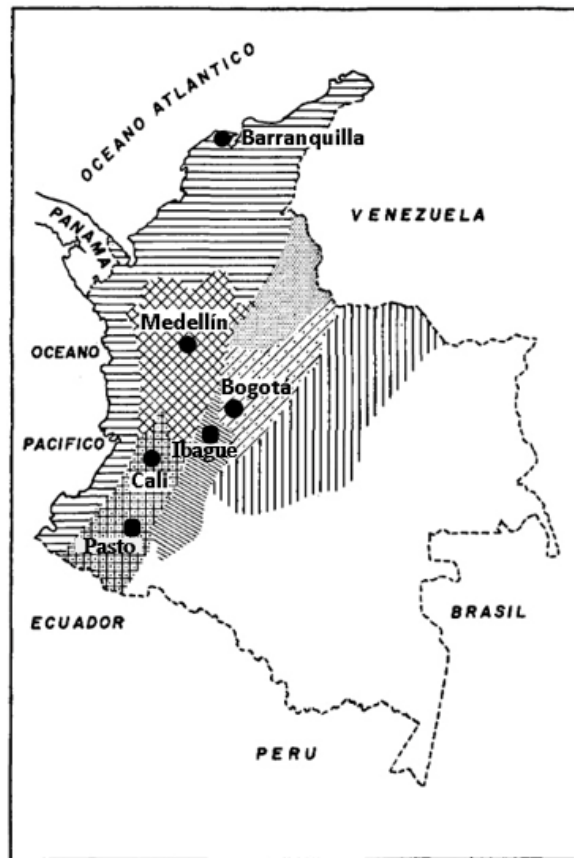 OCEANO ATLANTICO
Barranquilla
PANAMA
VENEZUELA
Medellín
OCEANO
Bogota
PACIFICO
Ibague
Cali
Pasto
ECUADOR
BRASIL
PERU